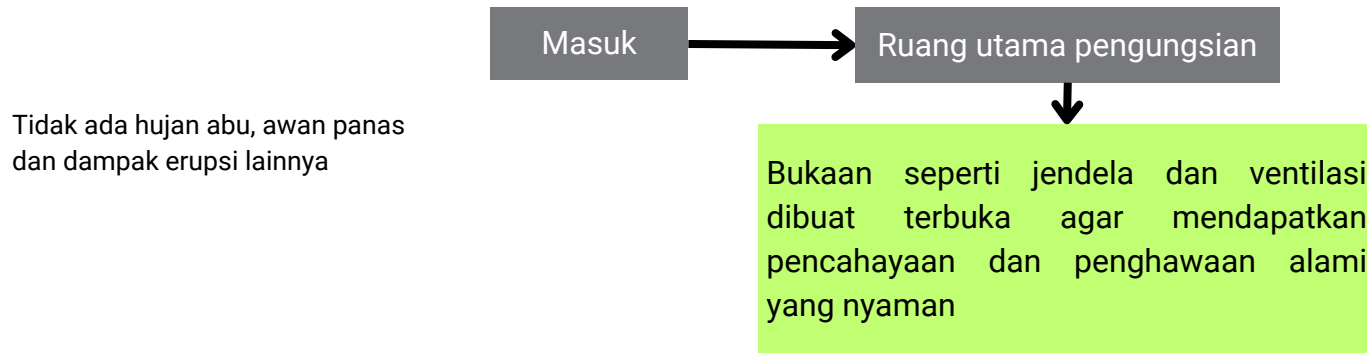 Masuk
Ruang utama pengungsian
Tidak ada hujan abu, awan panas
dan dampak erupsi lainnya
Bukaan seperti jendela dan ventilasi
dibuat terbuka agar mendapatkan
pencahayaan dan penghawaan alami
yang nyaman